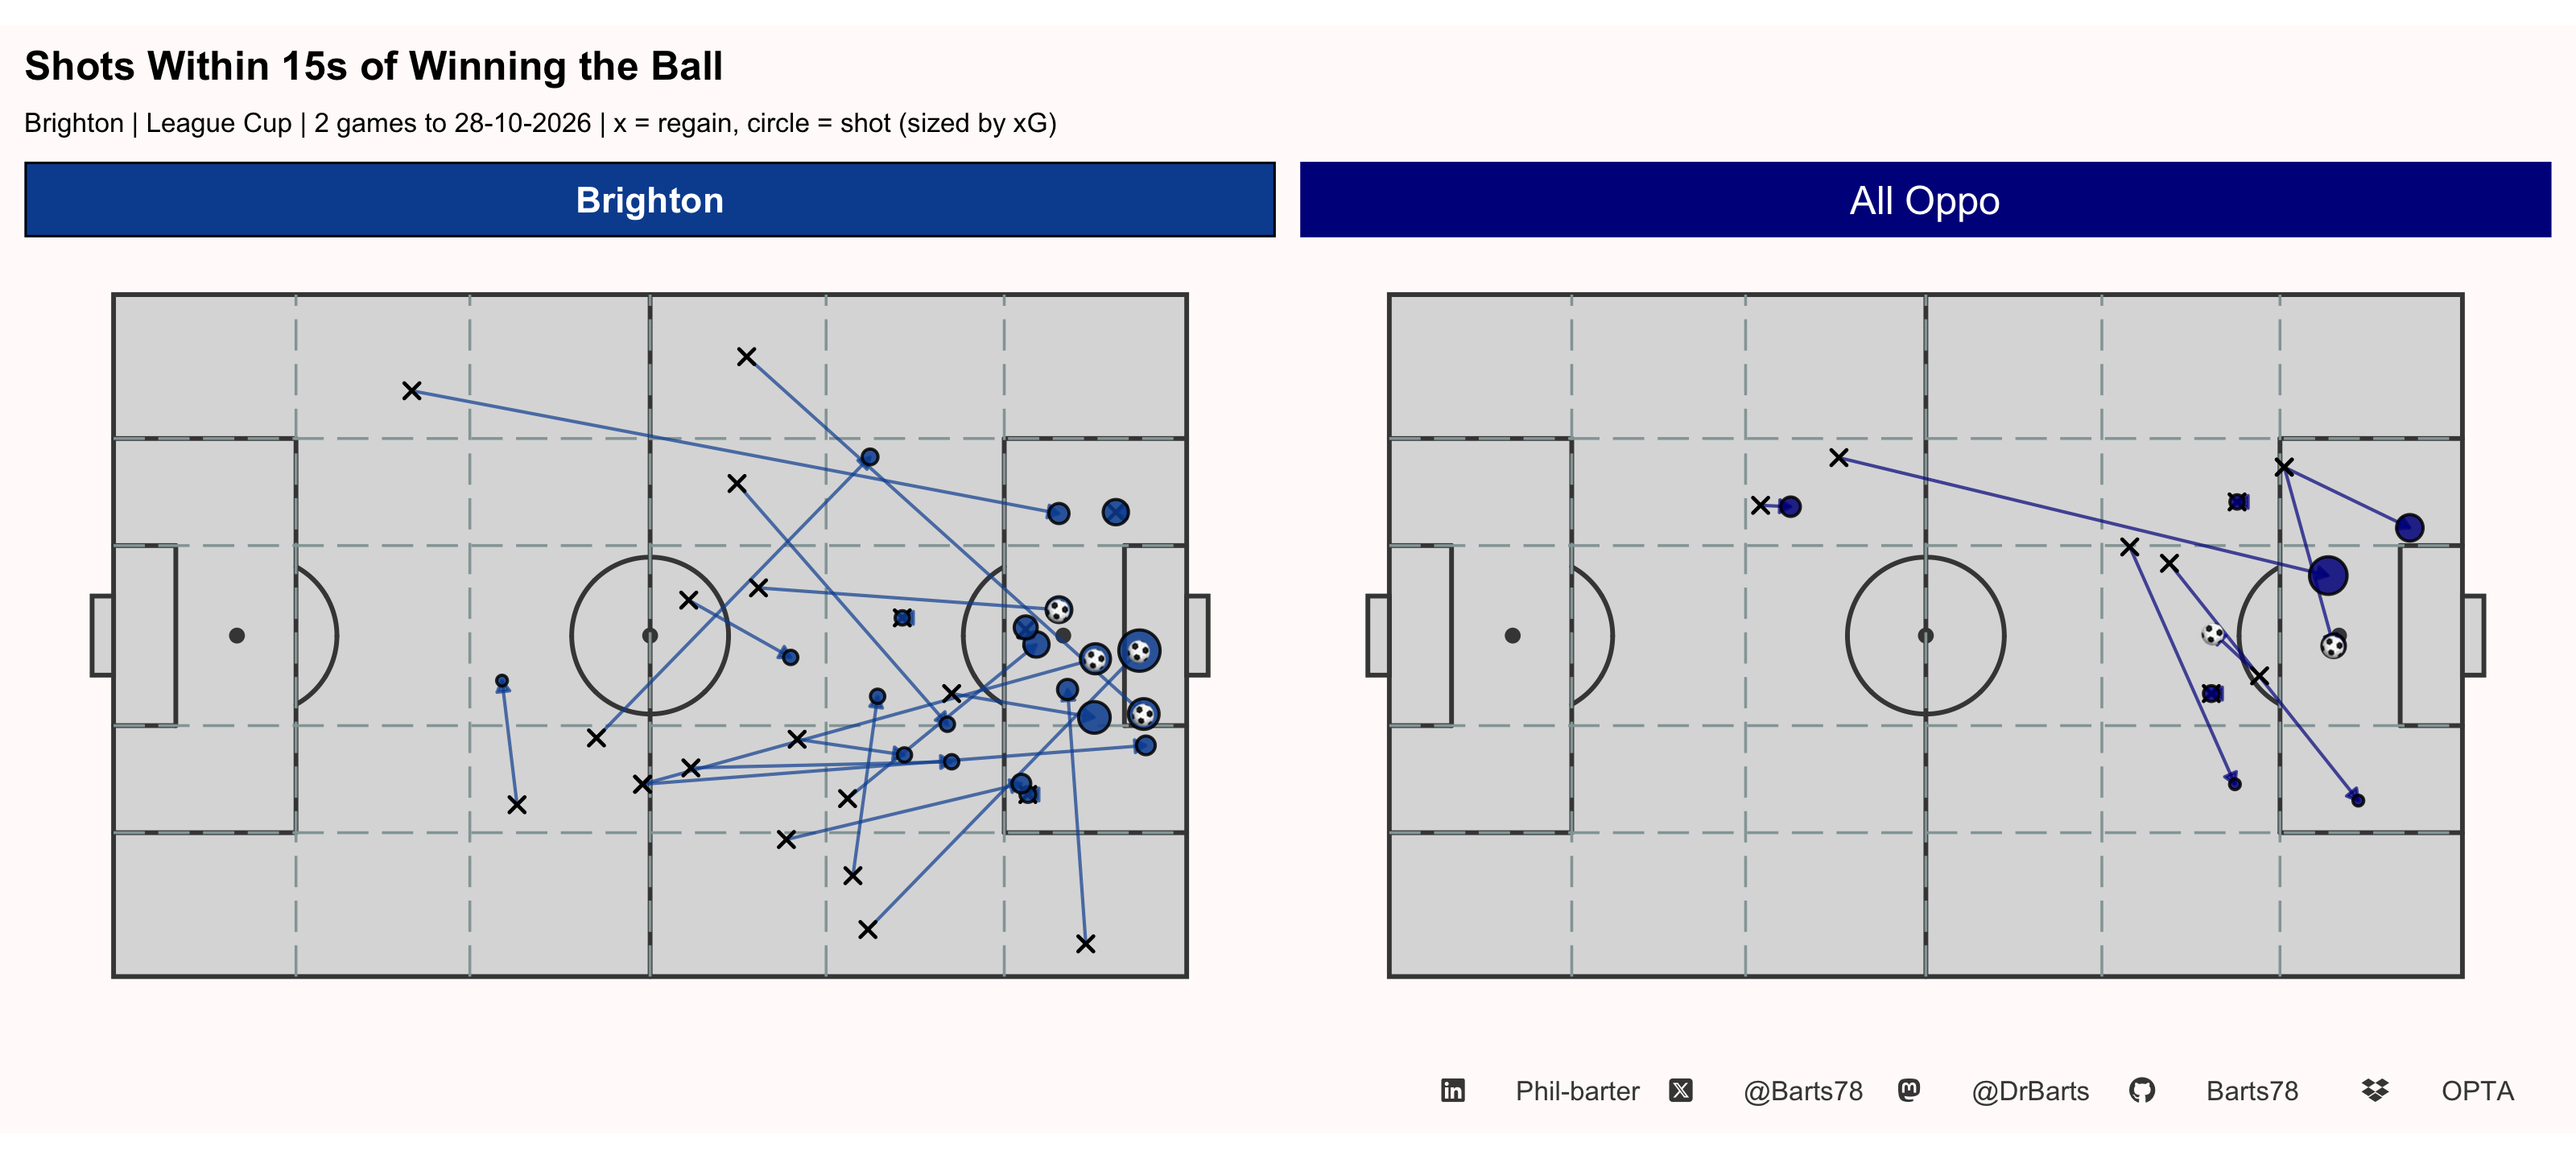 Shots Within 15s of Winning the Ball
Brighton | League Cup | 2 games to 28-10-2026 | x = regain, circle = shot (sized by xG)
Brighton
All Oppo
Phil-barter @Barts78 @DrBarts Barts78 OPTA